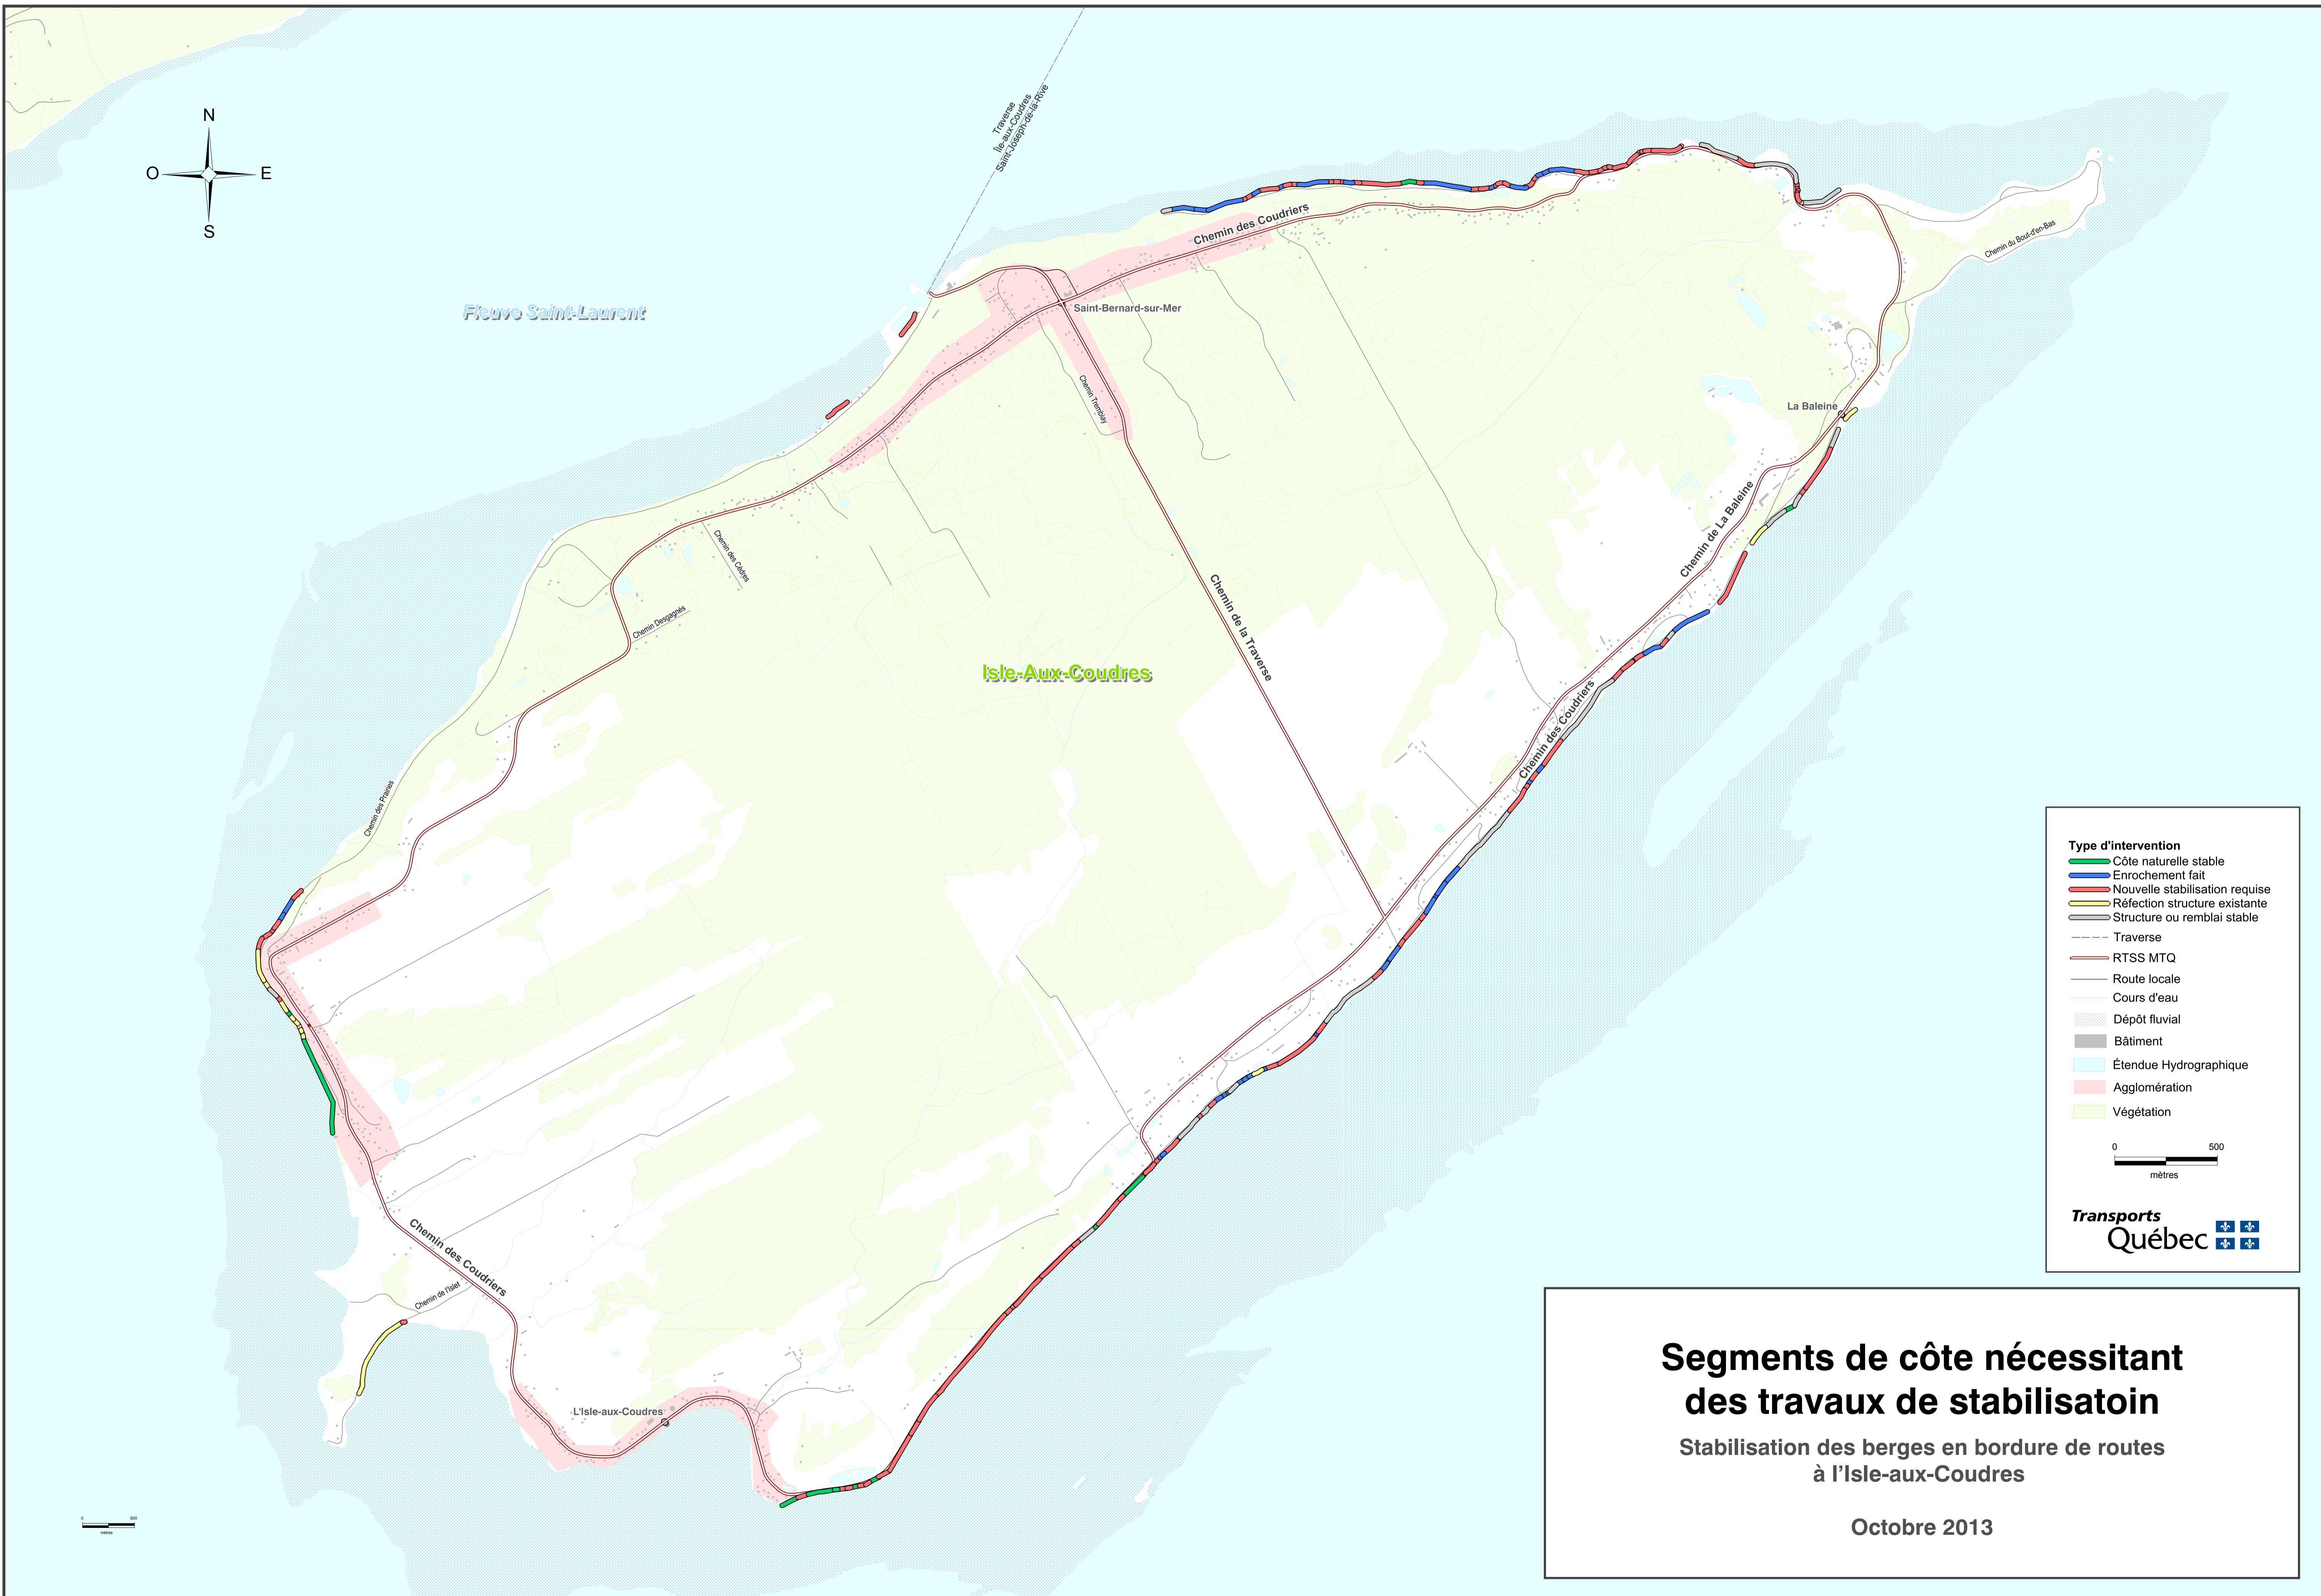 N
O
E
S
Traverse
Île-aux-Coudres
Saint-Joseph-de-la-Rive
Fleuve Saint-Laurent
Chemin des Coudriers
Saint-Bernard-sur-Mer
Chemin du Bout-d'en-Bas
Chemin Tremblay
La Baleine
Chemin de La Baleine
Chemin des Cèdres
Chemin Desgagnés
Chemin de la Traverse
Isle-Aux-Coudres
Chemin des Coudriers
Chemin des Prairies
Chemin des Coudriers
Chemin de l'Islet
L'Isle-aux-Coudres
0 500
mètres
Type d'intervention
Côte naturelle stable
Enrochement fait
Nouvelle stabilisation requise
Réfection structure existante
Structure ou remblai stable
Traverse
RTSS MTQ
Route locale
Cours d'eau
Dépôt fluvial
Bâtiment
Étendue Hydrographique
Agglomération
Végétation
0 500
mètres
Transports
Québec
Segments de côte nécessitant
des travaux de stabilisatoin
Stabilisation des berges en bordure de routes
à l'Isle-aux-Coudres
Octobre 2013